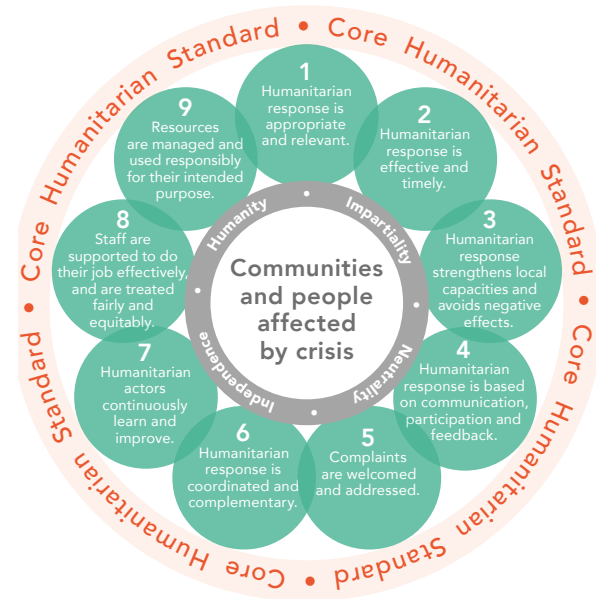 Core Humanitarian Standard • Core Humanitarian Standard • Core Humanitarian Standard • Core Humanitarian Standard •
1
Humanitarian
response is
appropriate
and relevant.
2
Humanitarian
response is
effective and
timely.
3
Humanitarian
response
strengthens local
capacities and
avoids negative
effects.
4
Humanitarian
response is based
on communication,
participation and
feedback.
5
Complaints
are welcomed
and addressed.
6
Humanitarian
response is
coordinated and
complementary.
7
Humanitarian
actors
continuously
learn and
improve.
8
Staff are
supported to do
their job effectively,
and are treated
fairly and
equitably.
9
Resources
are managed and
used responsibly
for their intended
purpose.
Humanity • Impartiality • Neutrality • Independence •
Communities
and people
affected
by crisis